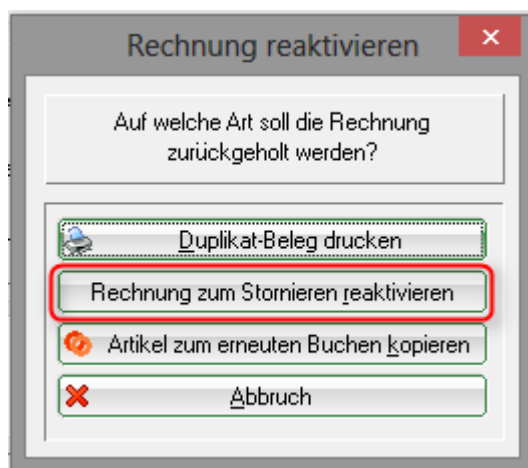 Rechnung reaktivieren
Auf welche Art soll die Rechnung
zurückgeholt werden?
Duplikat-Beleg drucken
Rechnung zum Stornieren reaktivieren
Artikel zum erneuten Buchen kopieren
Abbruch